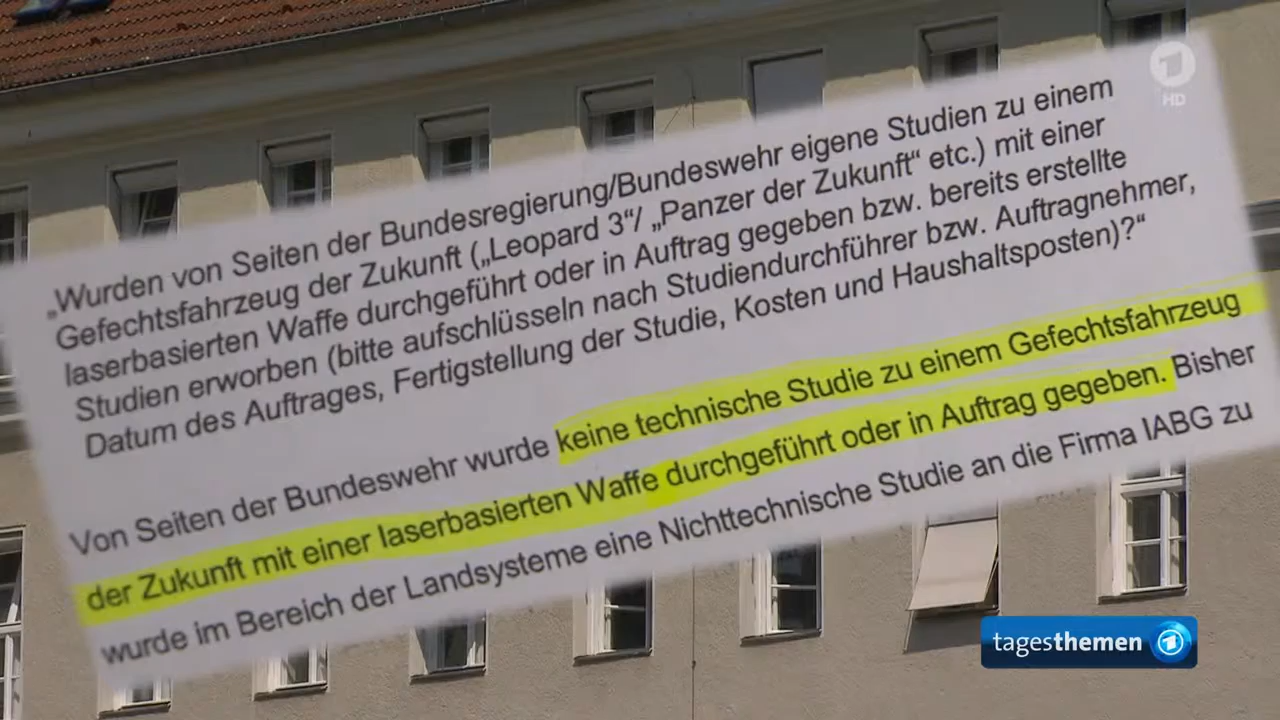 „Wurden von Seiten der Bundesregierung/Bundeswehr eigene Studien zu einem
Gefechtsfahrzeug der Zukunft („Leopard 3“/ „Panzer der Zukunft“ etc.) mit einer
laserbasierten Waffe durchgeführt oder in Auftrag gegeben bzw. bereits erstellte
Studien erworben (bitte aufschlüsseln nach Studiendurchführer bzw. Auftragnehmer,
Datum des Auftrages, Fertigstellung der Studie, Kosten und Haushaltsposten)?“
Von Seiten der Bundeswehr wurde keine technische Studie zu einem Gefechtsfahrzeug
der Zukunft mit einer laserbasierten Waffe durchgeführt oder in Auftrag gegeben. Bisher
wurde im Bereich der Landsysteme eine Nichttechnische Studie an die Firma IABG zu
1
HD
tagesthemen 1